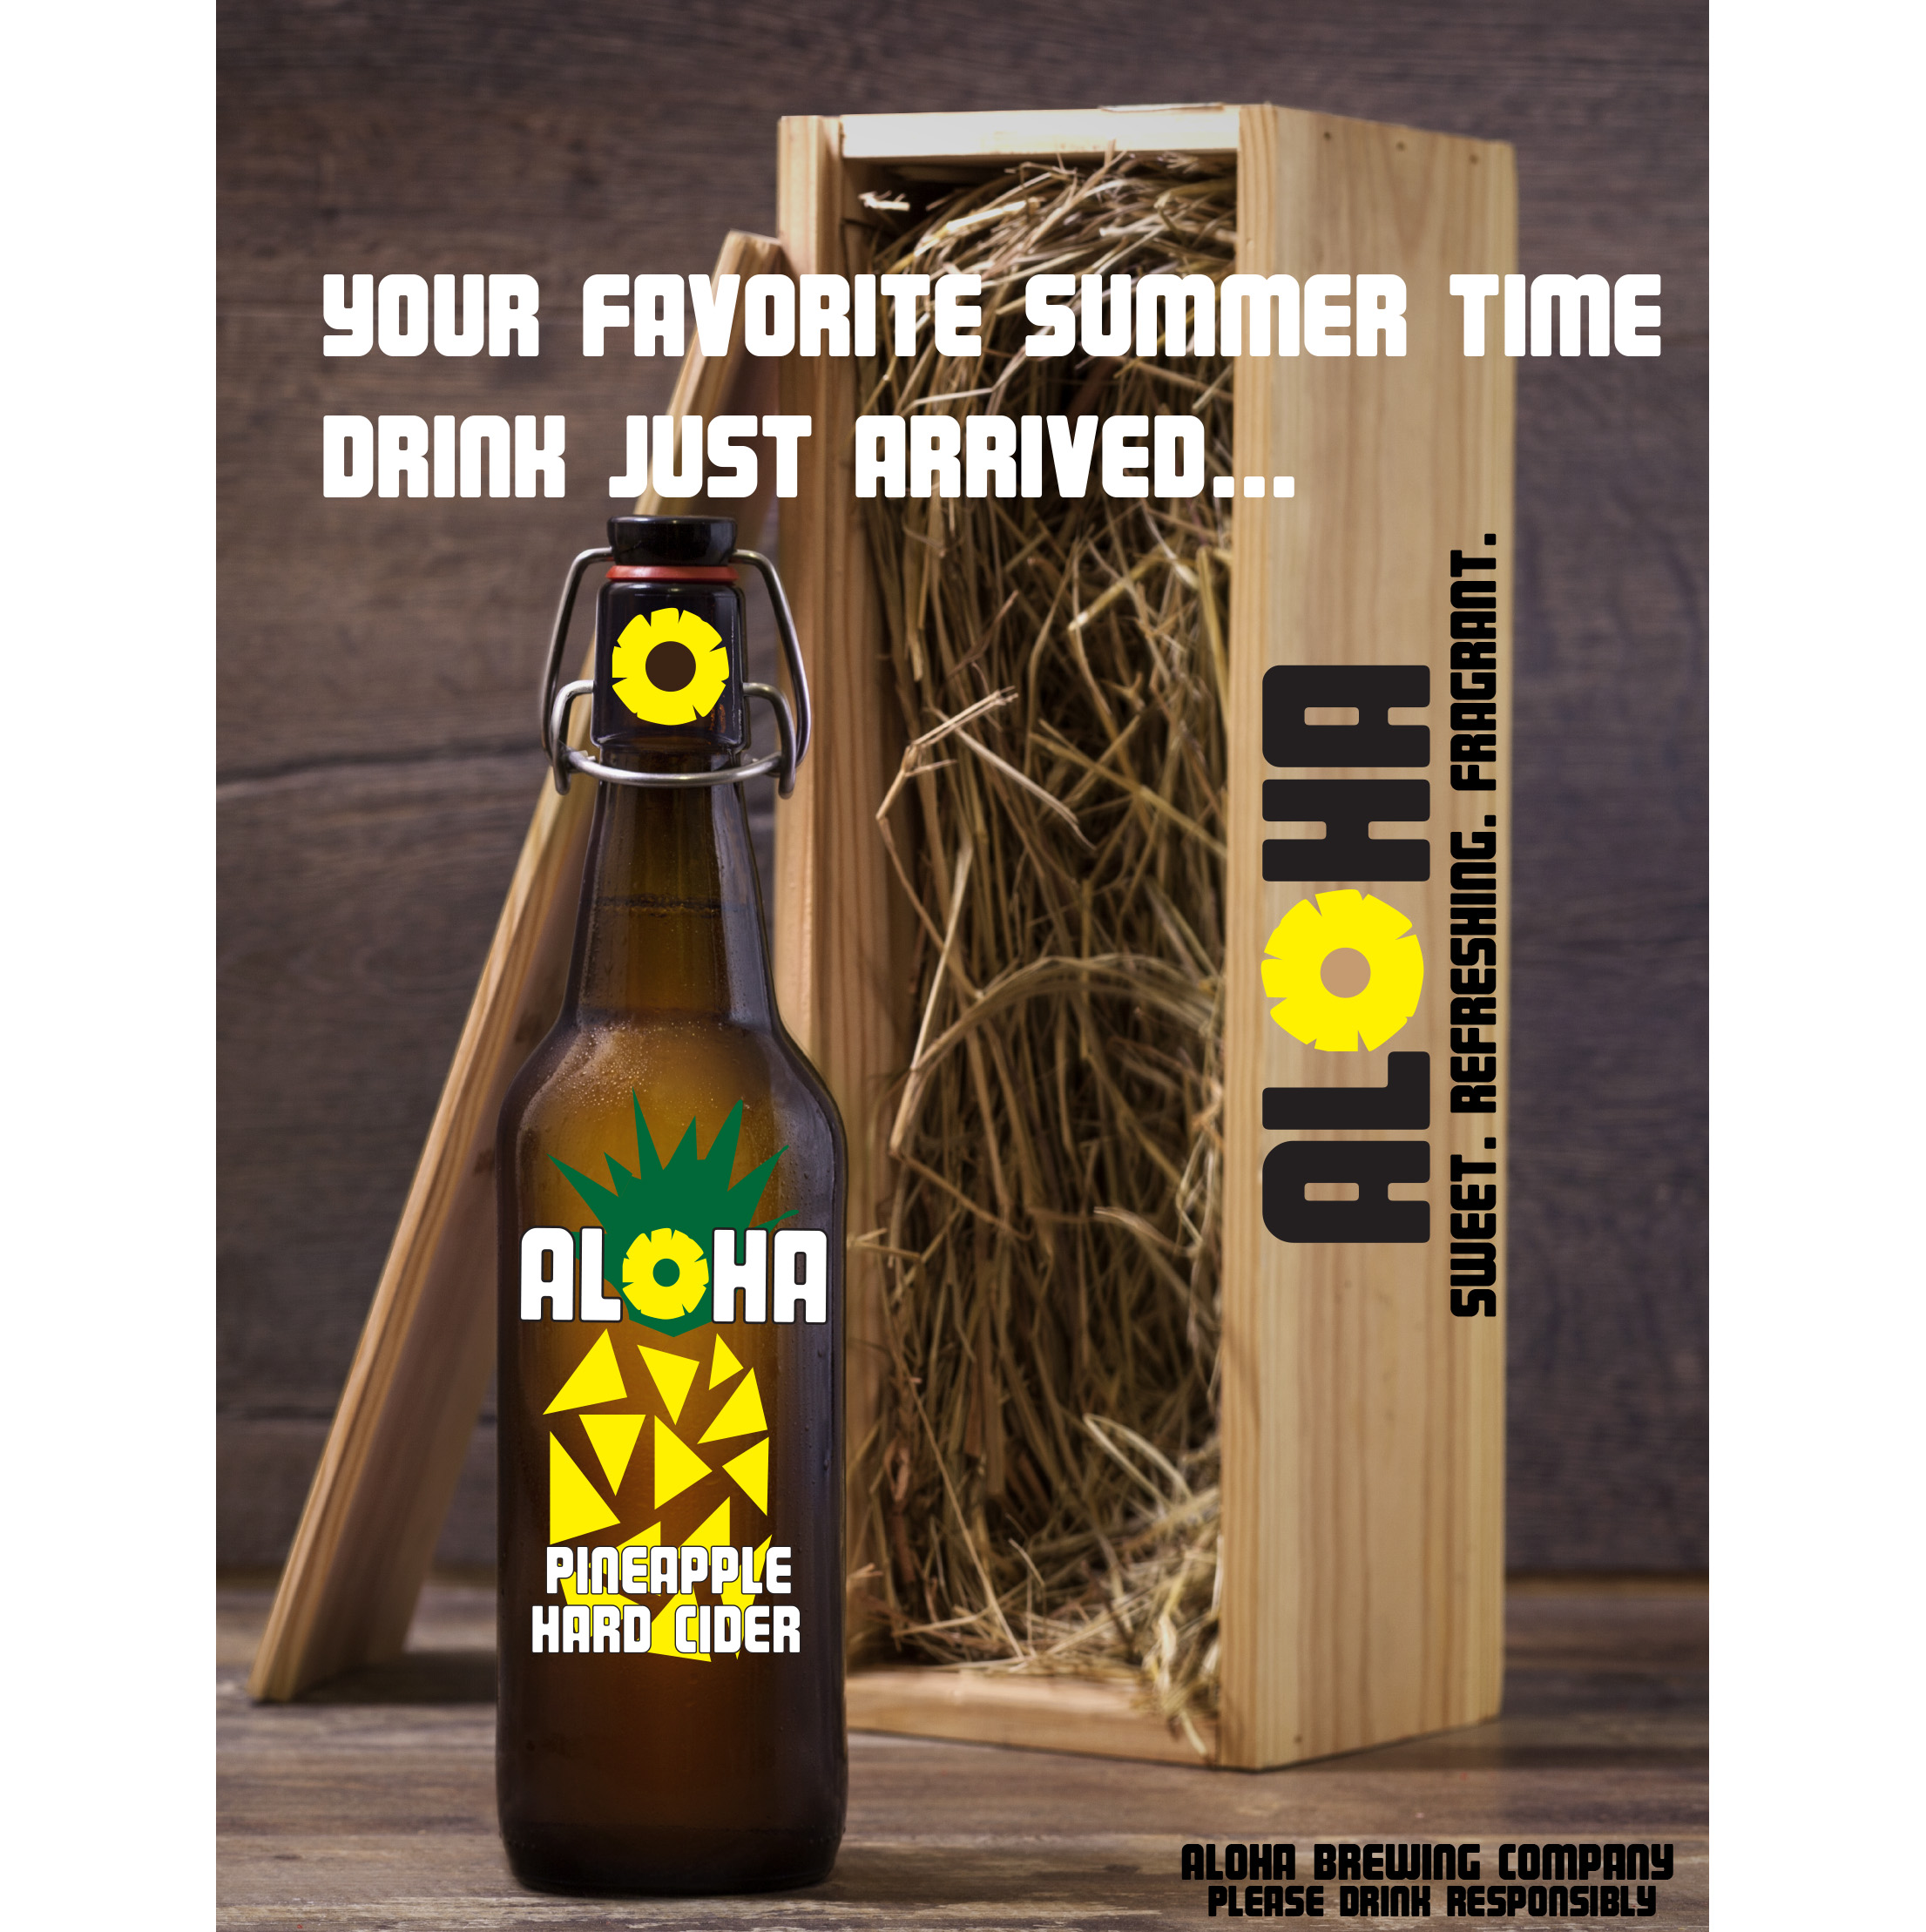 YOUR FAVORITE SUMMER TIME
DRINK JUST ARRIVED...
ALOHA
SWEET. REFRESHING. FRAGRANT.
ALOHA
PINEAPPLE
HARD CIDER
ALOHA BREWING COMPANY
PLEASE DRINK RESPONSIBLY